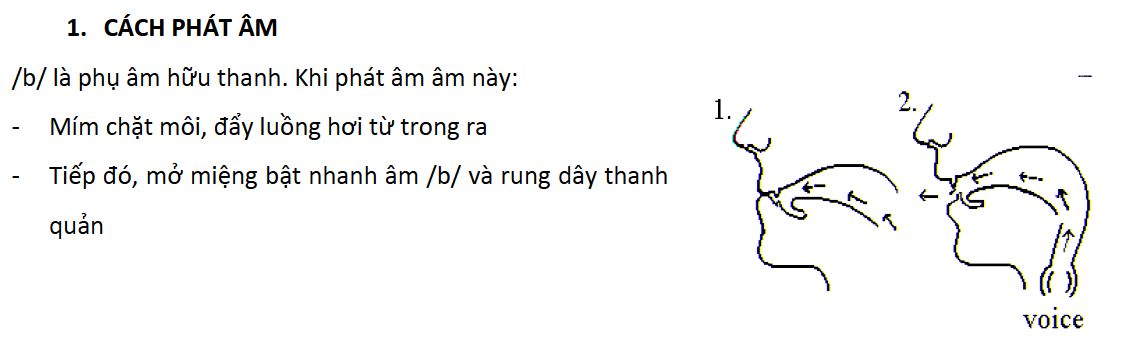 1. CÁCH PHÁT ÂM
/b/ là phụ âm hữu thanh. Khi phát âm âm này:
- Mím chặt môi, đẩy luồng hơi từ trong ra
- Tiếp đó, mở miệng bật nhanh âm /b/ và rung dây thanh
quản
1.
2.
voice